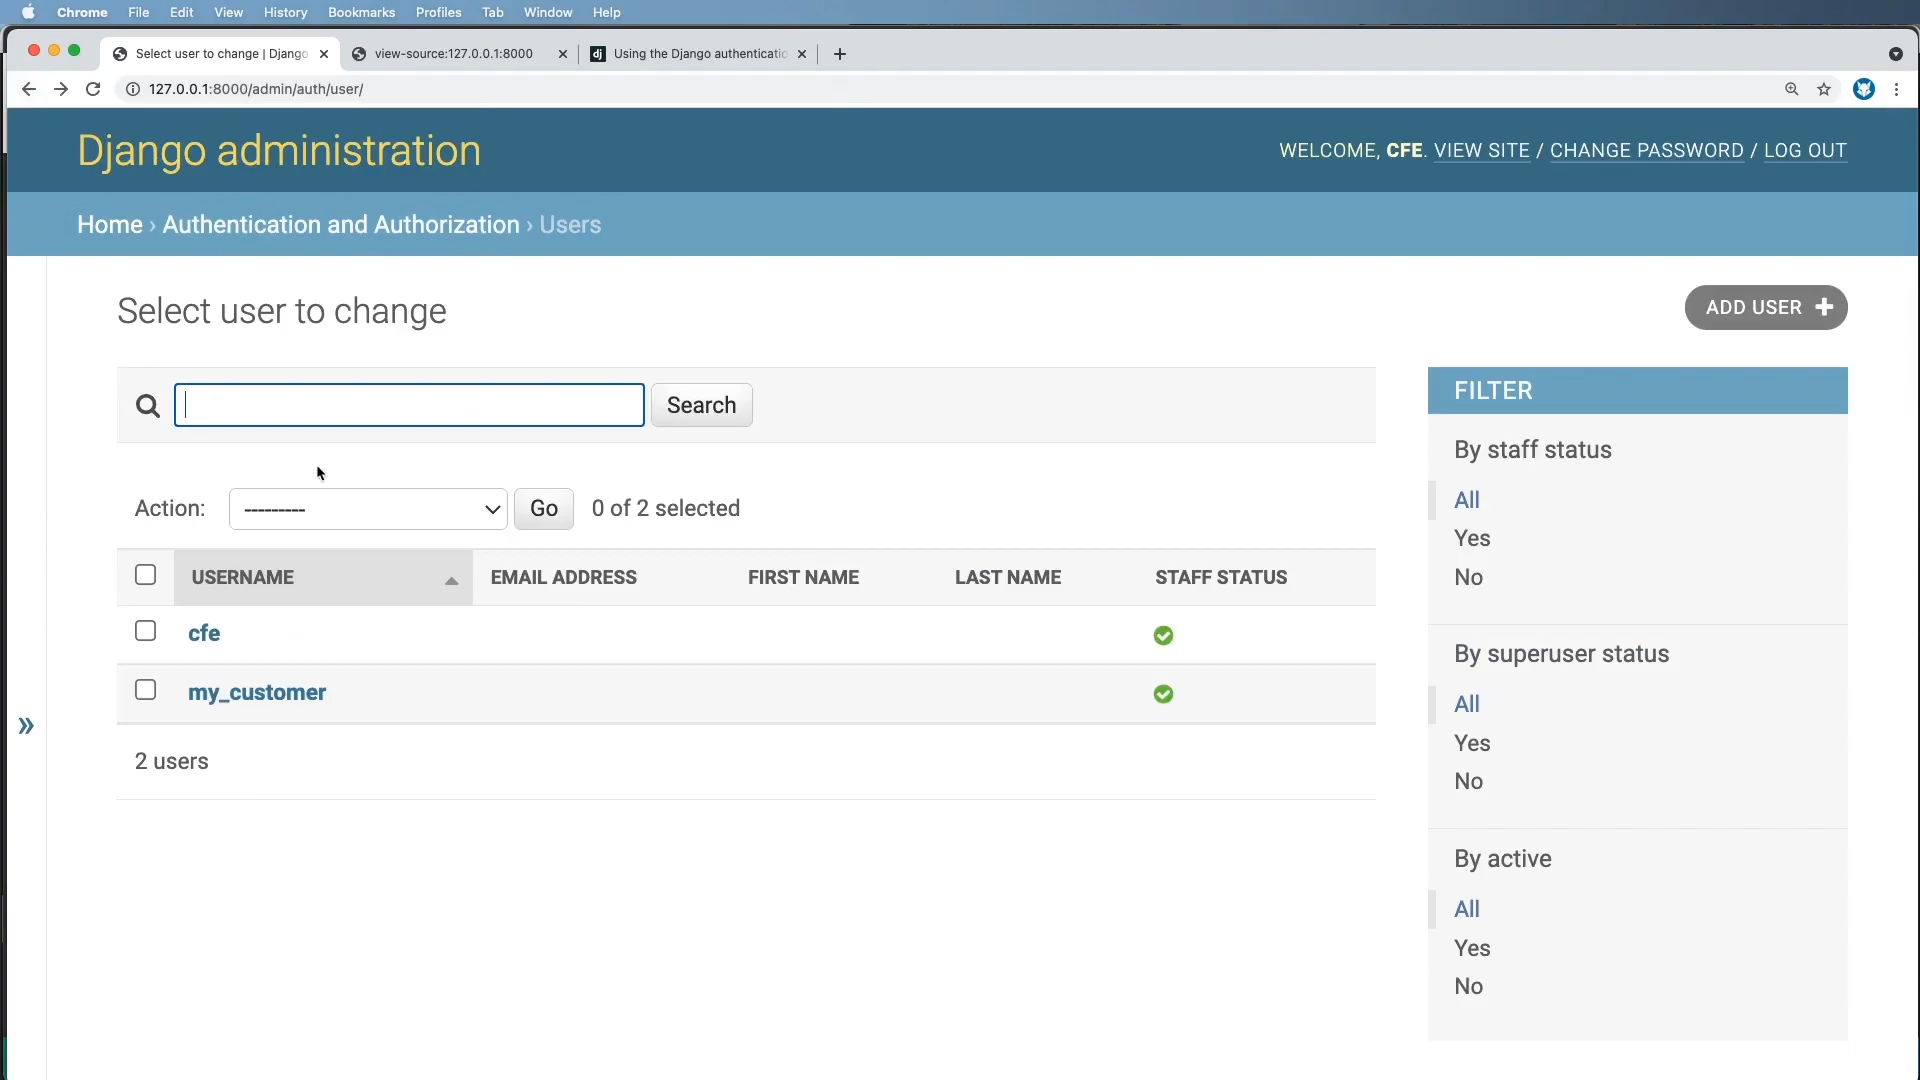 Chrome File Edit View History Bookmarks Profiles Tab Window Help
Select user to change | Django
view-source:127.0.0.1:8000
dj Using the Django authenticatio
127.0.0.1:8000/admin/auth/user/
Django administration
WELCOME, CFE. VIEW SITE / CHANGE PASSWORD / LOG OUT
Home › Authentication and Authorization › Users
Select user to change
ADD USER +
Search
Action: --------- Go 0 of 2 selected
USERNAME EMAIL ADDRESS FIRST NAME LAST NAME STAFF STATUS
cfe
my_customer
2 users
»
FILTER
By staff status
All
Yes
No
By superuser status
All
Yes
No
By active
All
Yes
No